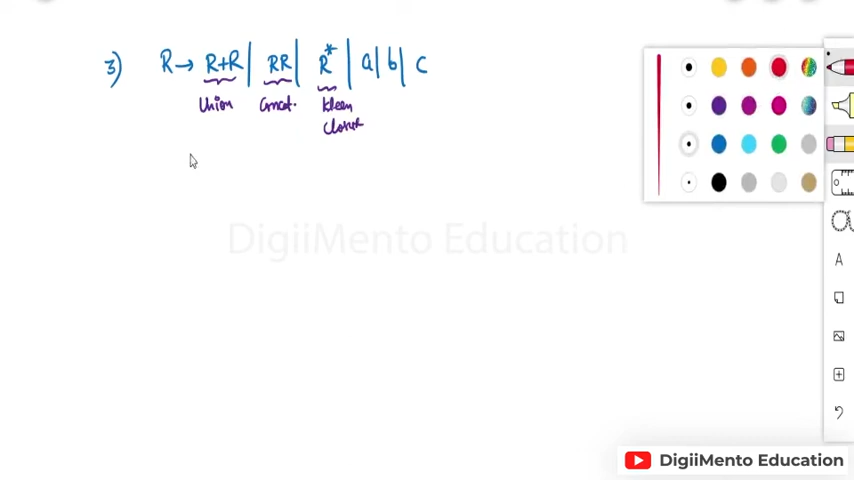 3) R → R+R | RR | R* | a | b | c
Union Concat. Kleen
Closure
DigiiMento Education
A
DigiiMento Education